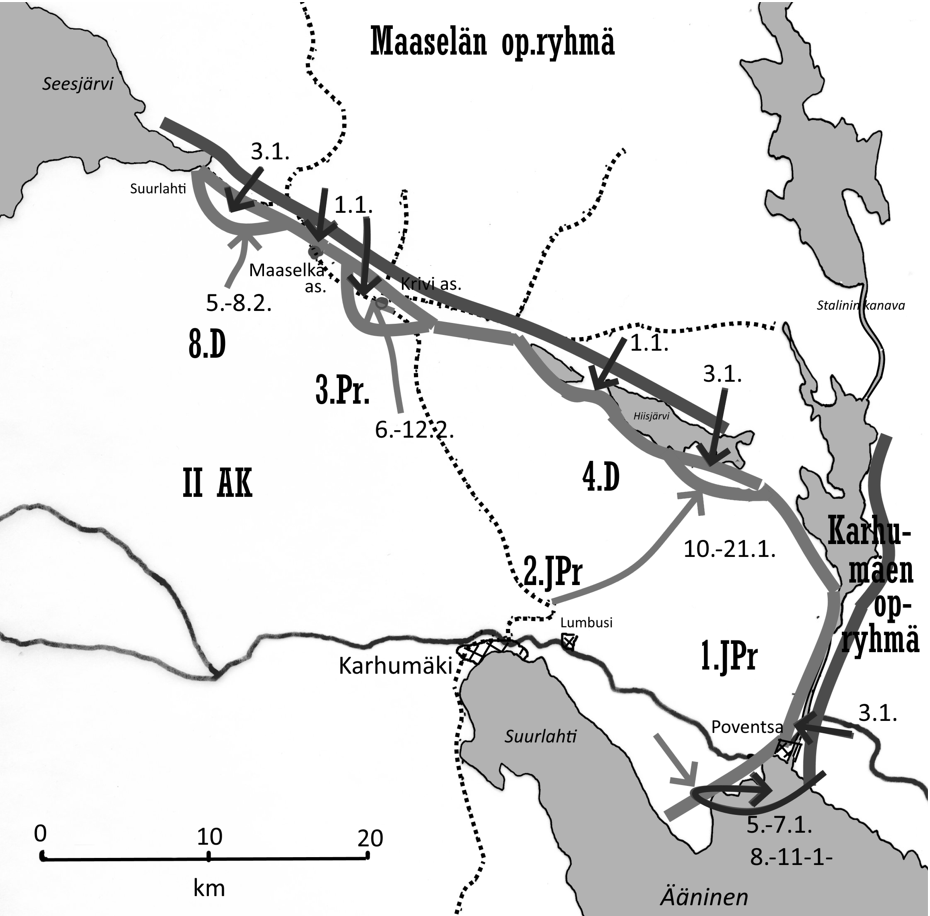 Maaselän op.ryhmä
Seesjärvi
3.1.
Suurlahti
1.1.
Maaselkä
as.
Krivi as.
5.-8.2.
Stalinin kanava
8.D
1.1.
3.Pr.
3.1.
Hiisjärvi
6.-12.2.
II AK
4.D
Karhu-
mäen
op-
ryhmä
10.-21.1.
2.JPr
Lumbusi
Karhumäki
1.JPr
3.1.
Poventsa
Suurlahti
5.-7.1.
8.-11-1-
0 10 20
km
Ääninen